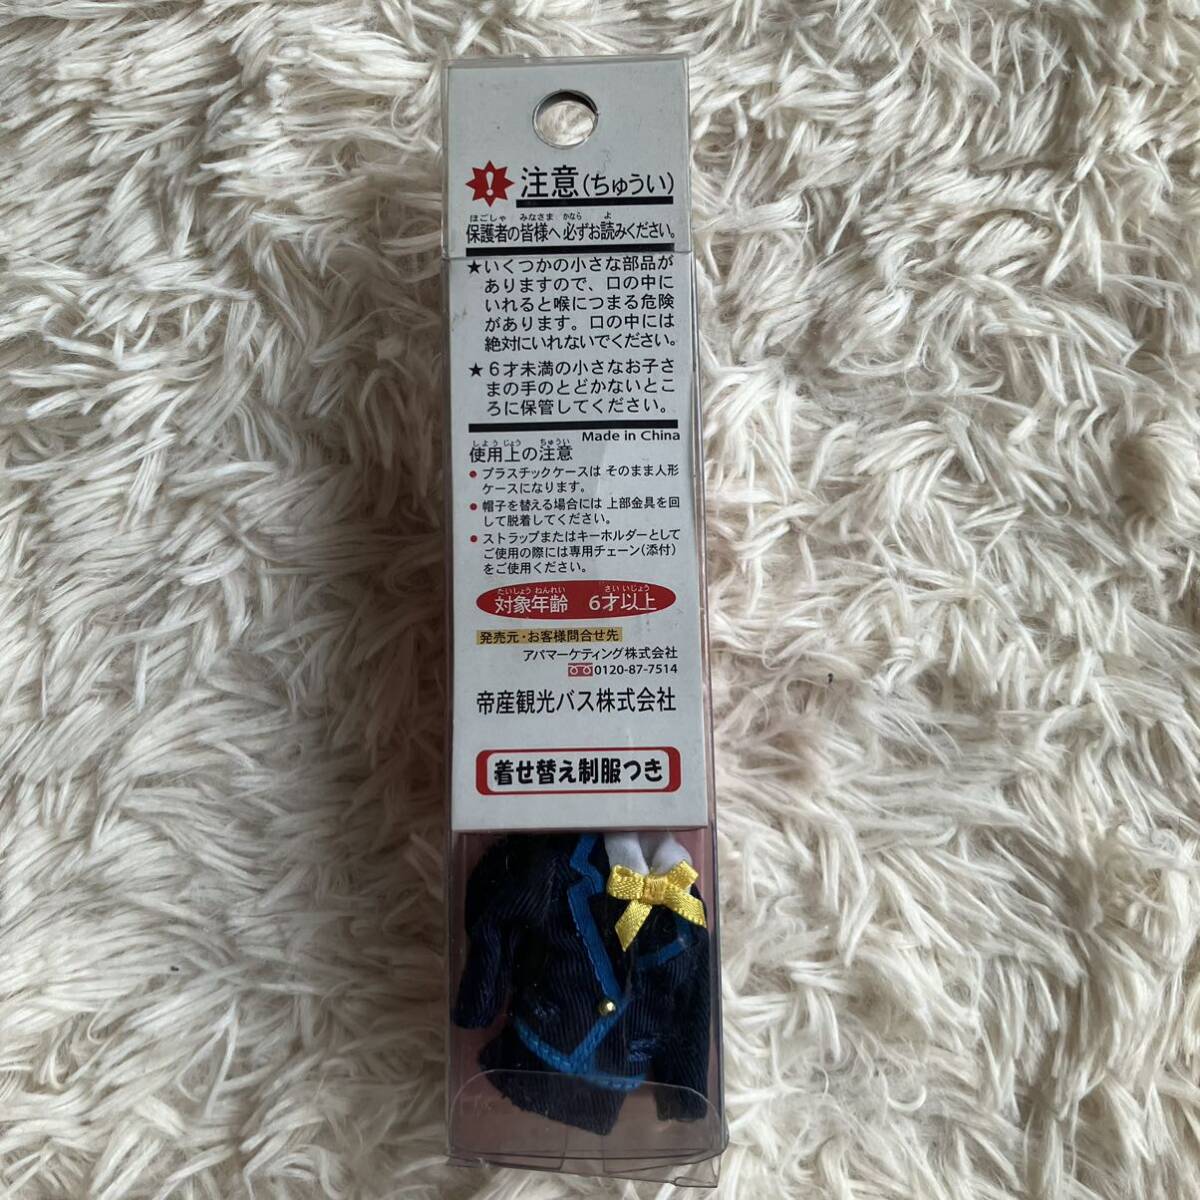 注意(ちゅうい)
ほごしゃ みなさま かなら よ
保護者の皆様へ 必ずお読みください。
★いくつかの小さな部品が
ありますので、口の中に
いれると喉につまる危険
があります。口の中には
絶対にいれないでください。
★6才未満の小さなお子さ
まの手のとどかないとこ
ろに保管してください。
Made in China
しようじょう ちゅうい
使用上の注意
●プラスチックケースは そのまま人形
ケースになります。
●帽子を替える場合には 上部金具を回
して脱着してください。
●ストラップまたはキーホルダーとして
ご使用の際には専用チェーン(添付)
をご使用ください。
たいしょう ねんれい さい いじょう
対象年齢 6才以上
発売元・お客様問合せ先
アバマーケティング株式会社
0120-87-7514
帝産観光バス株式会社
着せ替え制服つき